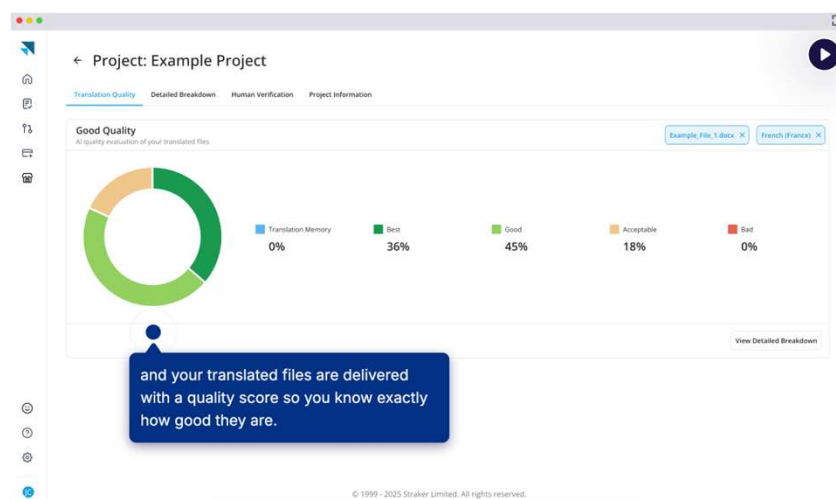 Project: Example Project
Translation Quality Detailed Breakdown Human Verification Project Information
Good Quality
AI quality evaluation of your translated files
Example_File_1.docx × French (France) ×
Translation Memory Best Good Acceptable Bad
0% 36% 45% 18% 0%
View Detailed Breakdown
and your translated files are delivered
with a quality score so you know exactly
how good they are.
JC
© 1999 - 2025 Straker Limited. All rights reserved.